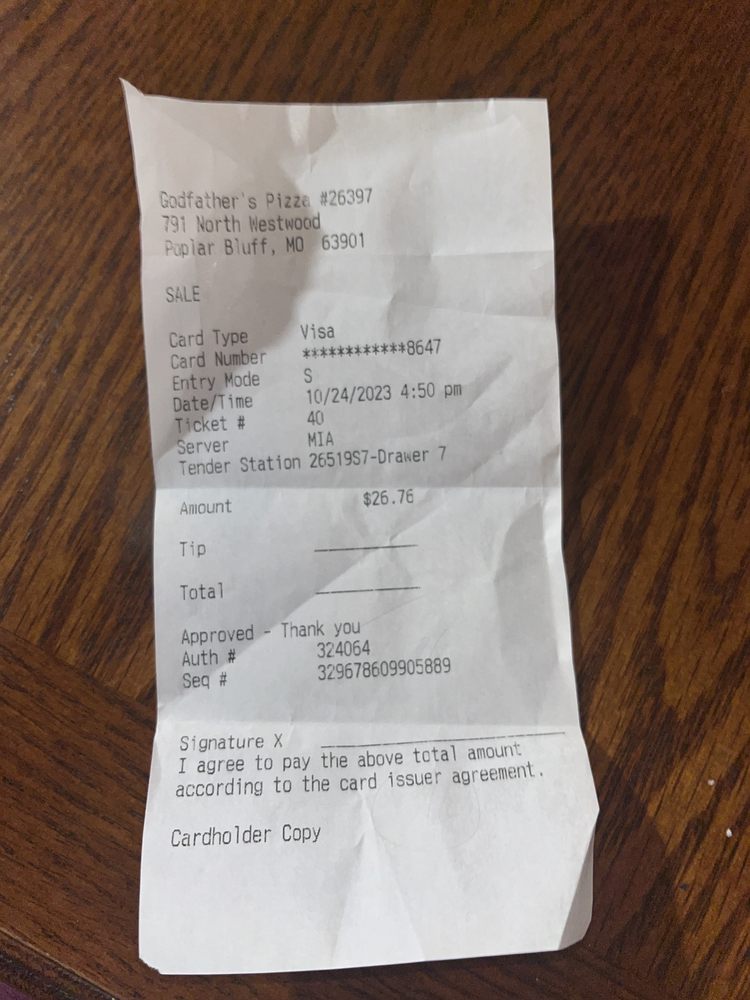 Godfather's Pizza #26397
791 North Westwood
Poplar Bluff, MO 63901
SALE
Card Type Visa
Card Number ************8647
Entry Mode S
Date/Time 10/24/2023 4:50 pm
Ticket # 40
Server MIA
Tender Station 26519S7-Drawer 7
Amount $26.76
Tip
Total
Approved - Thank you
Auth # 324064
Seq # 329678609905889
Signature X
I agree to pay the above total amount
according to the card issuer agreement.
Cardholder Copy